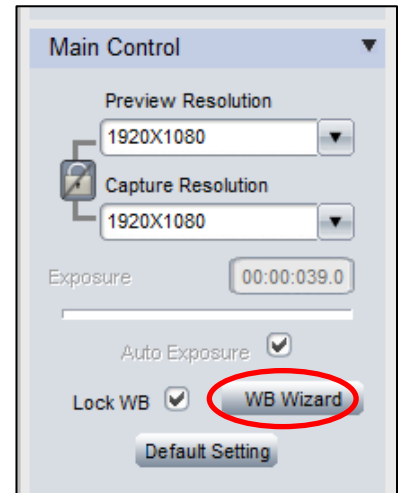 Main Control
Preview Resolution
1920X1080
Capture Resolution
1920X1080
Exposure 00:00:039.0
Auto Exposure
Lock WB WB Wizard
Default Setting